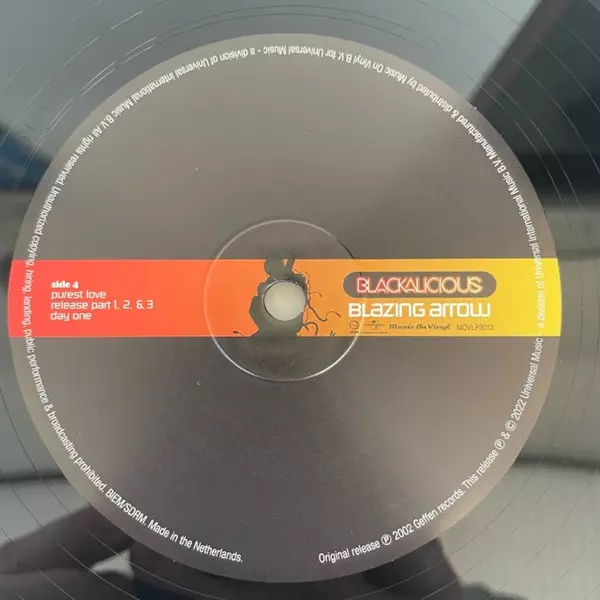 side 4
purest love
release part 1, 2, & 3
day one
BLACKALICIOUS
BLAZING ARROW
Music On Vinyl
MOVLP3013
Original release ℗ 2002 Geffen records. This release ℗ & © 2022 Universal Music - a division of Universal International Music B.V. Manufactured & distributed by Music On Vinyl B.V. for Universal Music - a division of Universal International Music B.V. All rights reserved. Unauthorized copying, hiring, lending, public performance & broadcasting prohibited. BIEM/SDRM. Made in the Netherlands.